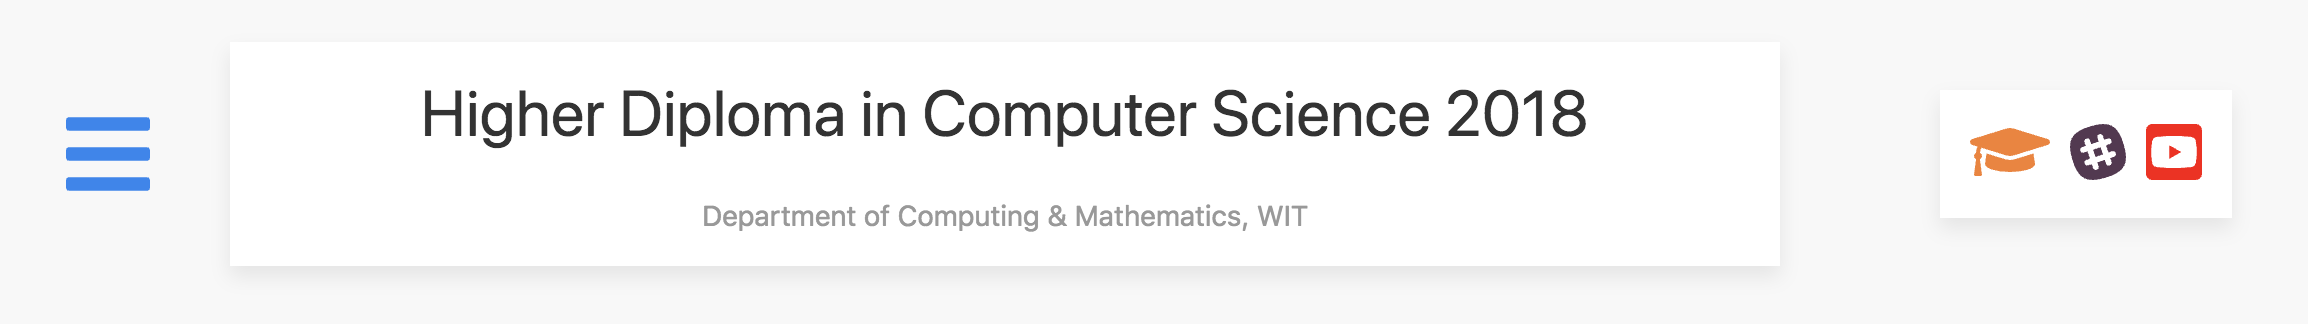 Higher Diploma in Computer Science 2018
Department of Computing & Mathematics, WIT